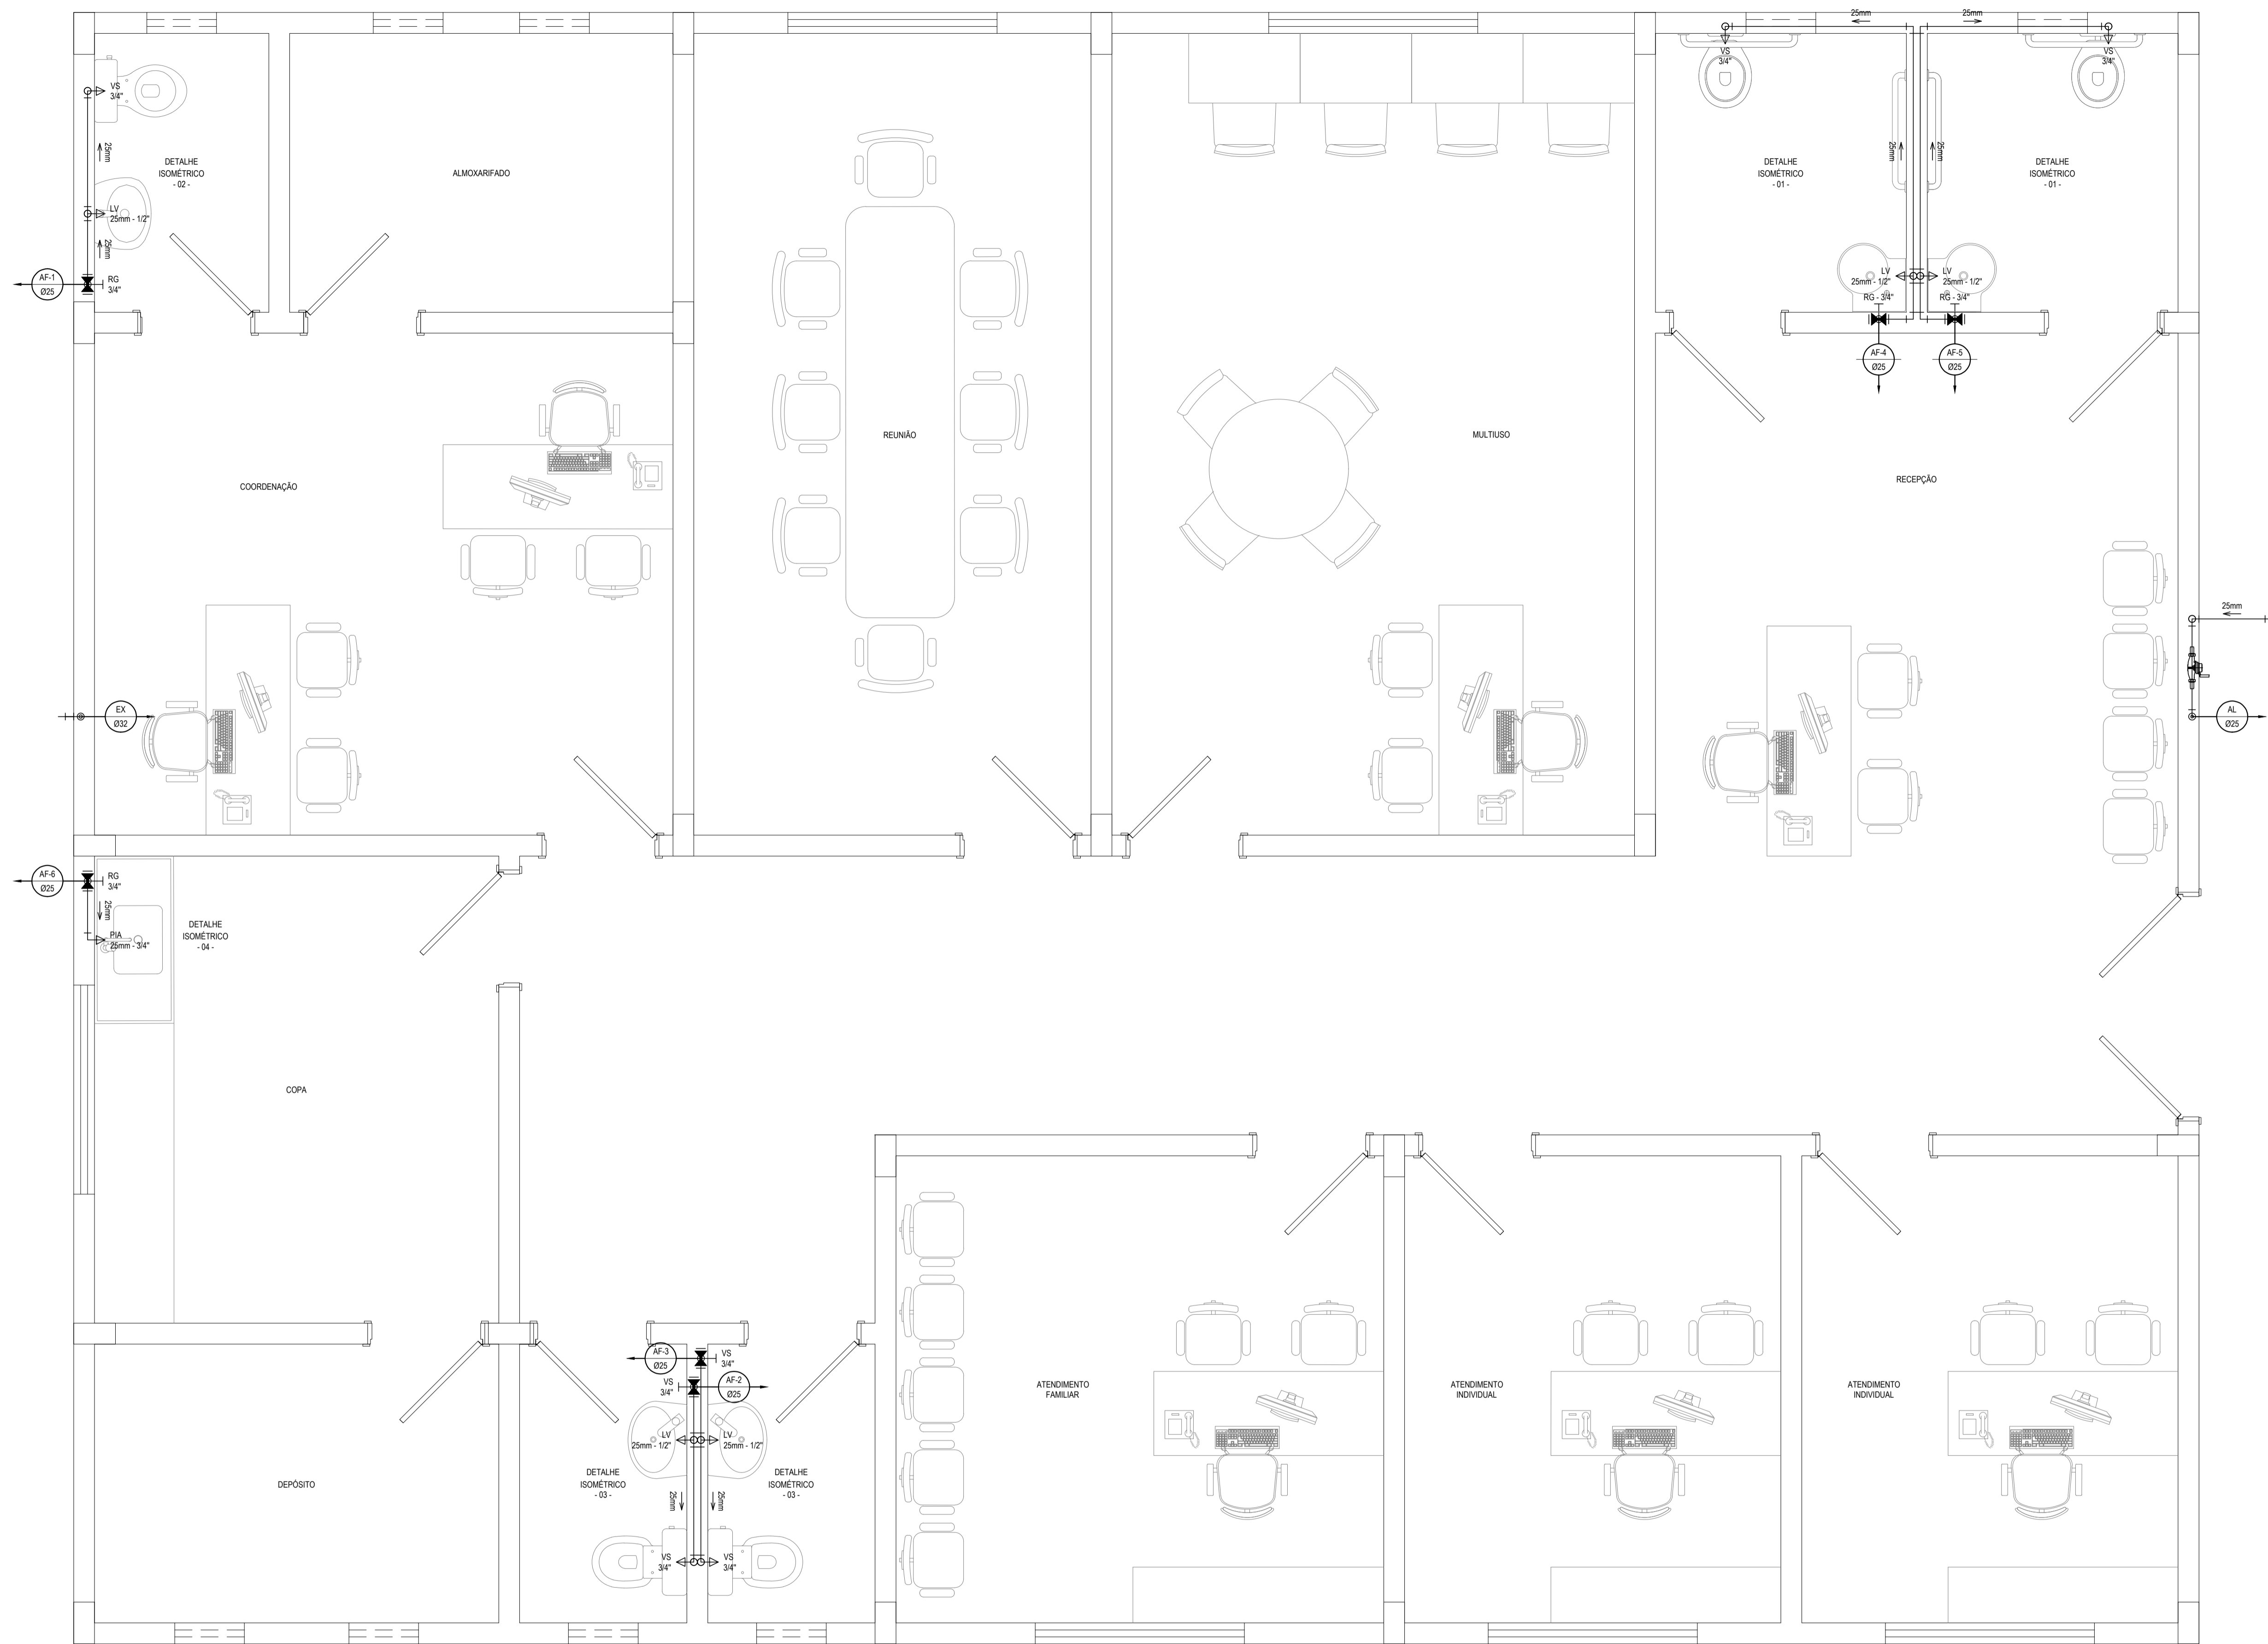 25mm
25mm
VS
3/4"
VS
3/4"
VS
3/4"
25mm
25mm
25mm
DETALHE
ISOMÉTRICO
- 02 -
ALMOXARIFADO
DETALHE
ISOMÉTRICO
- 01 -
DETALHE
ISOMÉTRICO
- 01 -
LV
25mm - 1/2"
25mm
AF-1
Ø25
RG
3/4"
LV
25mm - 1/2"
LV
25mm - 1/2"
RG - 3/4"
RG - 3/4"
AF-4
Ø25
AF-5
Ø25
REUNIÃO
MULTIUSO
COORDENAÇÃO
RECEPÇÃO
25mm
EX
Ø32
AL
Ø25
AF-6
Ø25
RG
3/4"
25mm
PIA
25mm - 3/4"
DETALHE
ISOMÉTRICO
- 04 -
COPA
AF-3
Ø25
VS
3/4"
VS
3/4"
AF-2
Ø25
ATENDIMENTO
FAMILIAR
ATENDIMENTO
INDIVIDUAL
ATENDIMENTO
INDIVIDUAL
LV
25mm - 1/2"
LV
25mm - 1/2"
DEPÓSITO
DETALHE
ISOMÉTRICO
- 03 -
DETALHE
ISOMÉTRICO
- 03 -
25mm
25mm
VS
3/4"
VS
3/4"